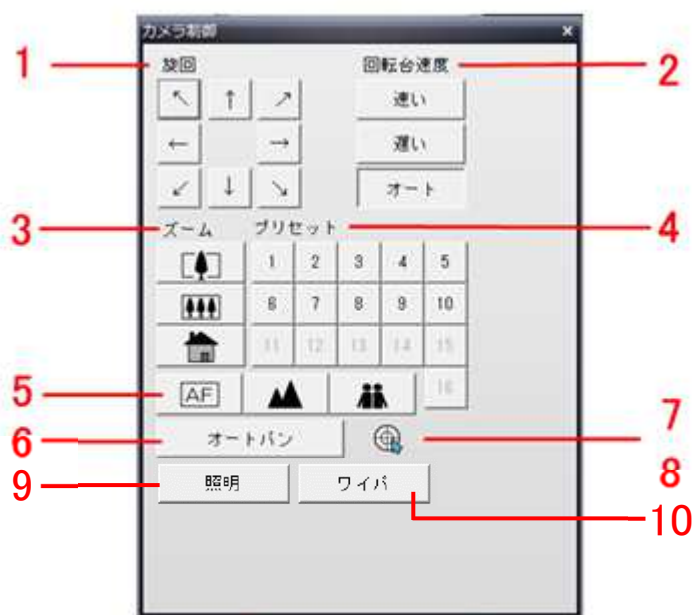 カメラ制御 ×
1 旋回 回転台速度 2
↖ ↑ ↗ 速い
← → 遅い
↙ ↓ ↘ オート
3 ズーム プリセット 4
1 2 3 4 5
6 7 8 9 10
11 12 13 14 15
5 AF 16
6 オートパン 7
8
9 照明 ワイパ
10